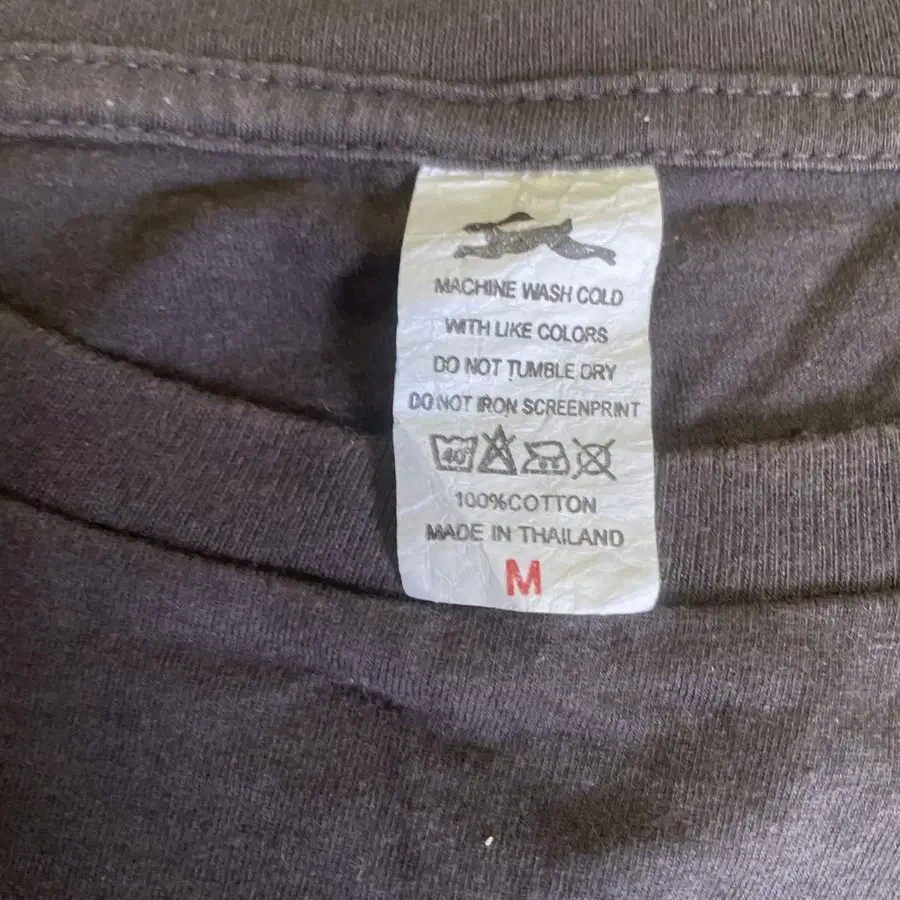 MACHINE WASH COLD
WITH LIKE COLORS
DO NOT TUMBLE DRY
DO NOT IRON SCREENPRINT
40°
100%COTTON
MADE IN THAILAND
M